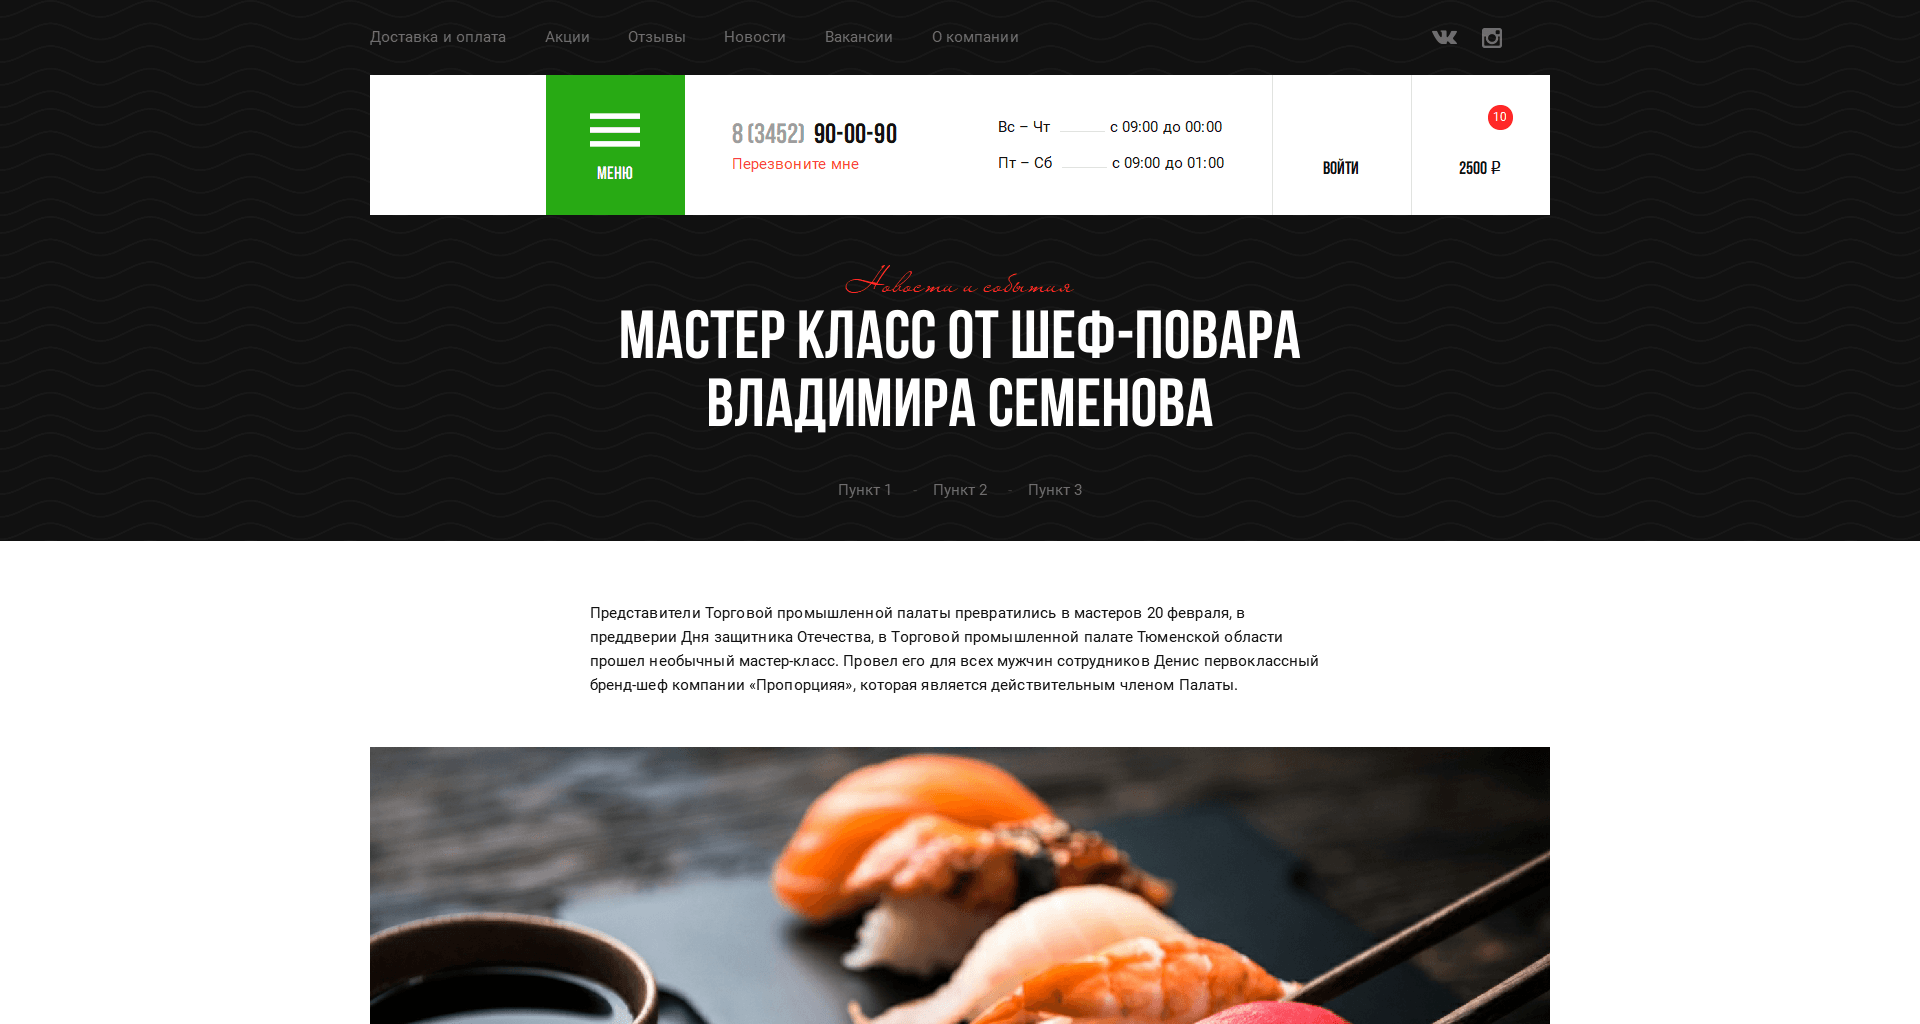 Доставка и оплата Акции Отзывы Новости Вакансии О компании
МЕНЮ
8 (3452) 90-00-90
Перезвоните мне
Вс – Чт с 09:00 до 00:00
Пт – Сб с 09:00 до 01:00
ВОЙТИ
10
2500 ₽
Новости и события
МАСТЕР КЛАСС ОТ ШЕФ-ПОВАРА
ВЛАДИМИРА СЕМЕНОВА
Пункт 1 - Пункт 2 - Пункт 3
Представители Торговой промышленной палаты превратились в мастеров 20 февраля, в
преддверии Дня защитника Отечества, в Торговой промышленной палате Тюменской области
прошел необычный мастер-класс. Провел его для всех мужчин сотрудников Денис первоклассный
бренд-шеф компании «Пропорцияя», которая является действительным членом Палаты.